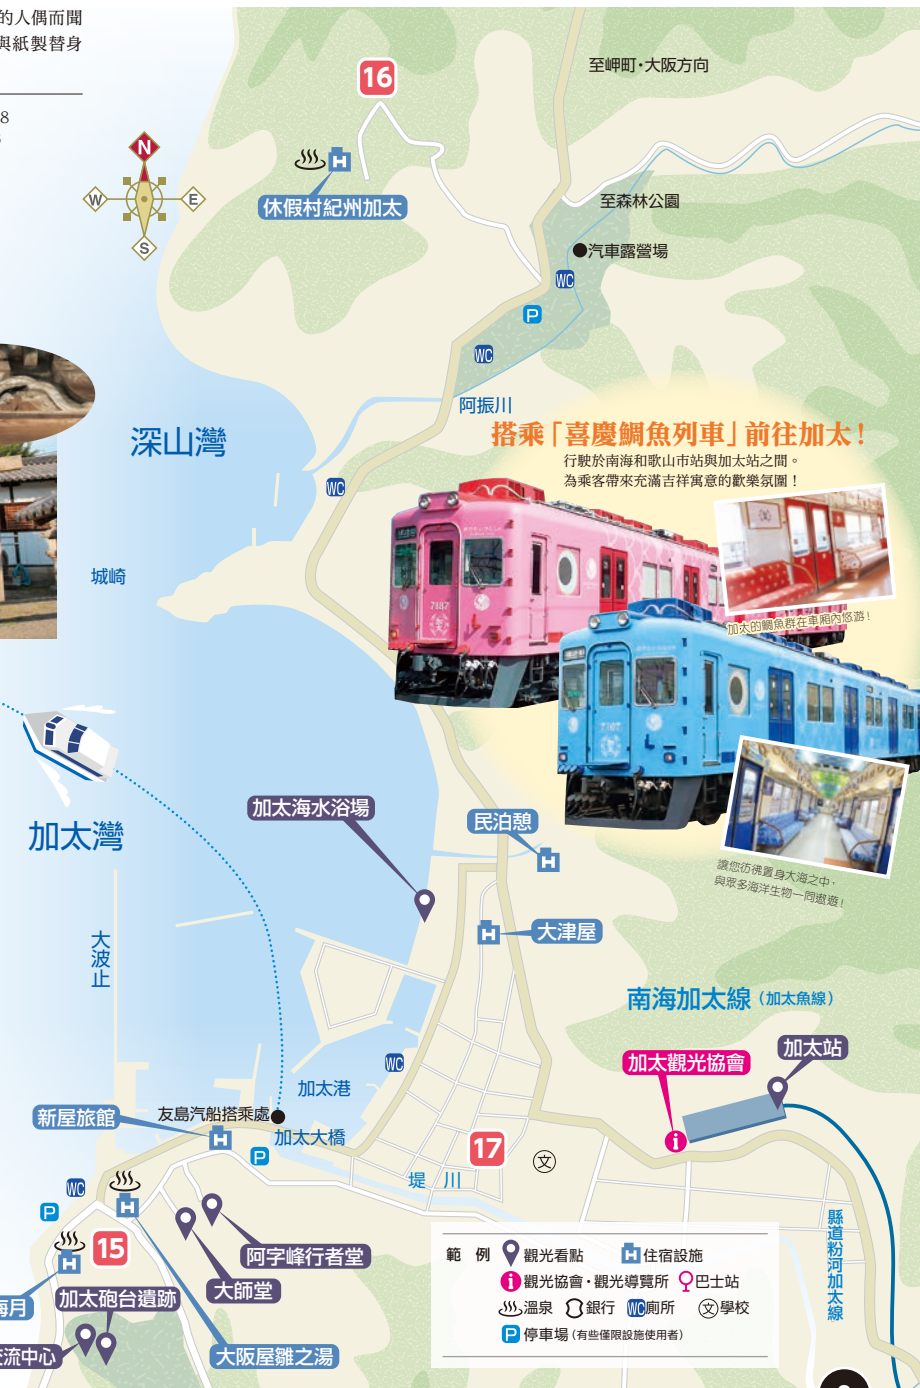 的人偶而聞
與紙製替身
8
N
W
E
S
16
休假村紀州加太
至岬町・大阪方向
至森林公園
汽車露營場
WC
P
WC
阿振川
深山灣
WC
城崎
搭乘「喜慶鯛魚列車」前往加太！
行駛於南海和歌山市站與加太站之間。
為乘客帶來充滿吉祥寓意的歡樂氛圍！
7187
加太的鯛魚群在車廂內悠遊！
7167
讓您彷彿置身大海之中，
與眾多海洋生物一同遨遊！
加太灣
加太海水浴場
民泊憩
大津屋
大波止
南海加太線（加太魚線）
加太觀光協會
加太站
WC
加太港
友島汽船搭乘處
新屋旅館
加太大橋
P
17
文
堤川
WC
P
15
阿字峰行者堂
大師堂
海月
加太砲台遺跡
交流中心
大阪屋雛之湯
縣道粉河加太線
範 例 觀光看點 住宿設施
觀光協會・觀光導覽所 巴士站
溫泉 銀行 WC 廁所 文 學校
P 停車場（有些僅限設施使用者）